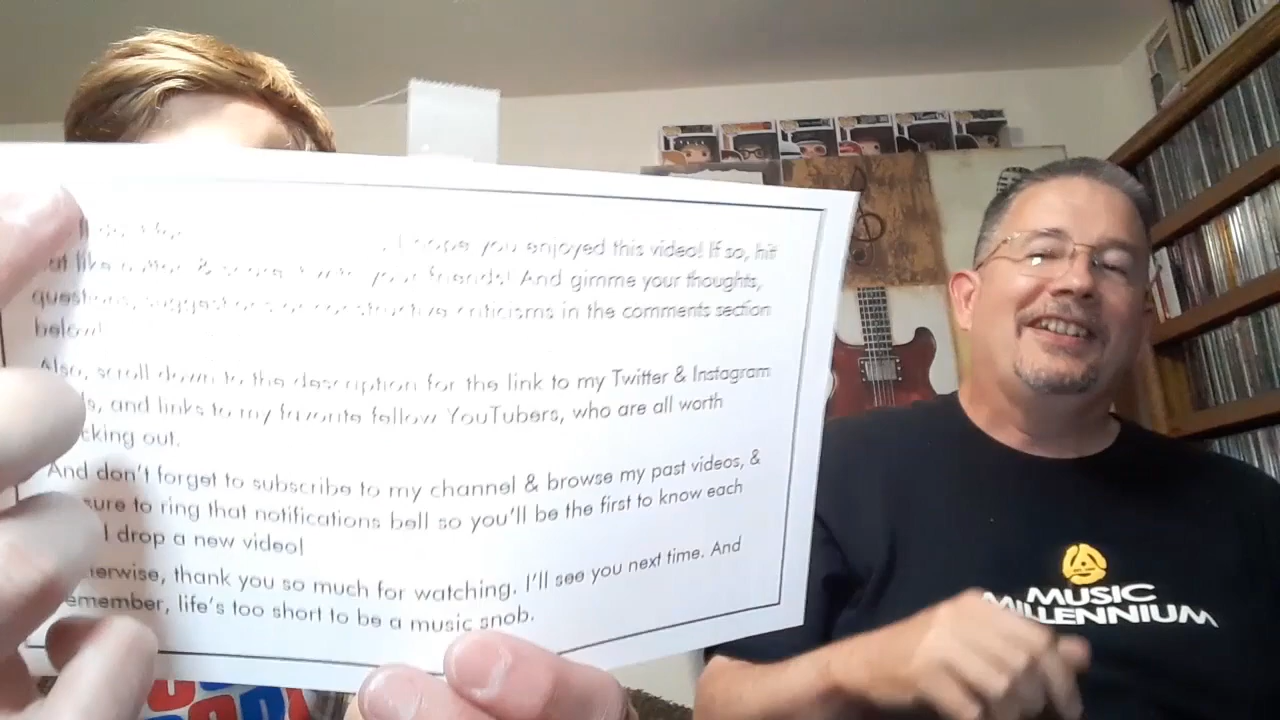 I hope you enjoyed this video! If so, hit
like button & your friends! And gimme your thoughts,
questions, suggestions or constructive criticisms in the comments section
below!
Also, scroll down to the description for the link to my Twitter & Instagram
and links to my favorite fellow YouTubers, who are all worth
cking out.
And don't forget to subscribe to my channel & browse my past videos, &
sure to ring that notifications bell so you'll be the first to know each
I drop a new video!
erwise, thank you so much for watching. I'll see you next time. And
emember, life's too short to be a music snob.
MUSIC
MILLENNIUM